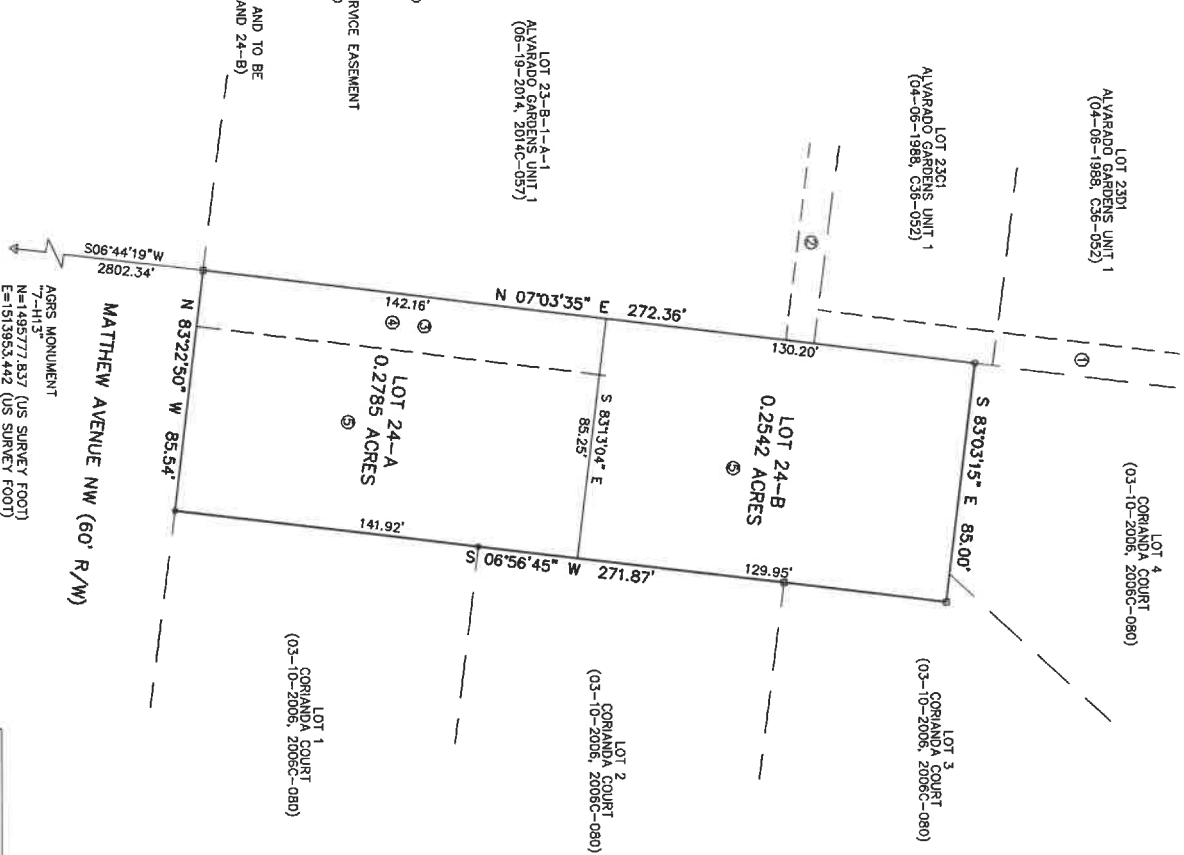 LOT 23D1
ALVARADO GARDENS UNIT 1
(04-06-1988, C36-052)
LOT 23C1
ALVARADO GARDENS UNIT 1
(04-06-1988, C36-052)
LOT 23-B-1-A-1
ALVARADO GARDENS UNIT 1
(06-19-2014, 2014C-057)
RVICE EASEMENT
)
)
AND TO BE
AND 24-B)
①
②
LOT 4
CORIANDA COURT
(03-10-2006, 2006C-080)
S 83°03'15" E 85.00'
N 07°03'35" E 272.36'
130.20'
142.16'
③
④
LOT 24-B
0.2542 ACRES
⑤
S 83°13'04" E
85.25'
LOT 24-A
0.2785 ACRES
⑤
129.95'
S 06°56'45" W 271.87'
141.92'
LOT 3
CORIANDA COURT
(03-10-2006, 2006C-080)
LOT 2
CORIANDA COURT
(03-10-2006, 2006C-080)
LOT 1
CORIANDA COURT
(03-10-2006, 2006C-080)
N 83°22'50" W 85.54'
MATTHEW AVENUE NW (60' R/W)
S06°44'19"W
2802.34'
AGRS MONUMENT
"7-H13"
N=1495777.837 (US SURVEY FOOT)
E=1513953.442 (US SURVEY FOOT)